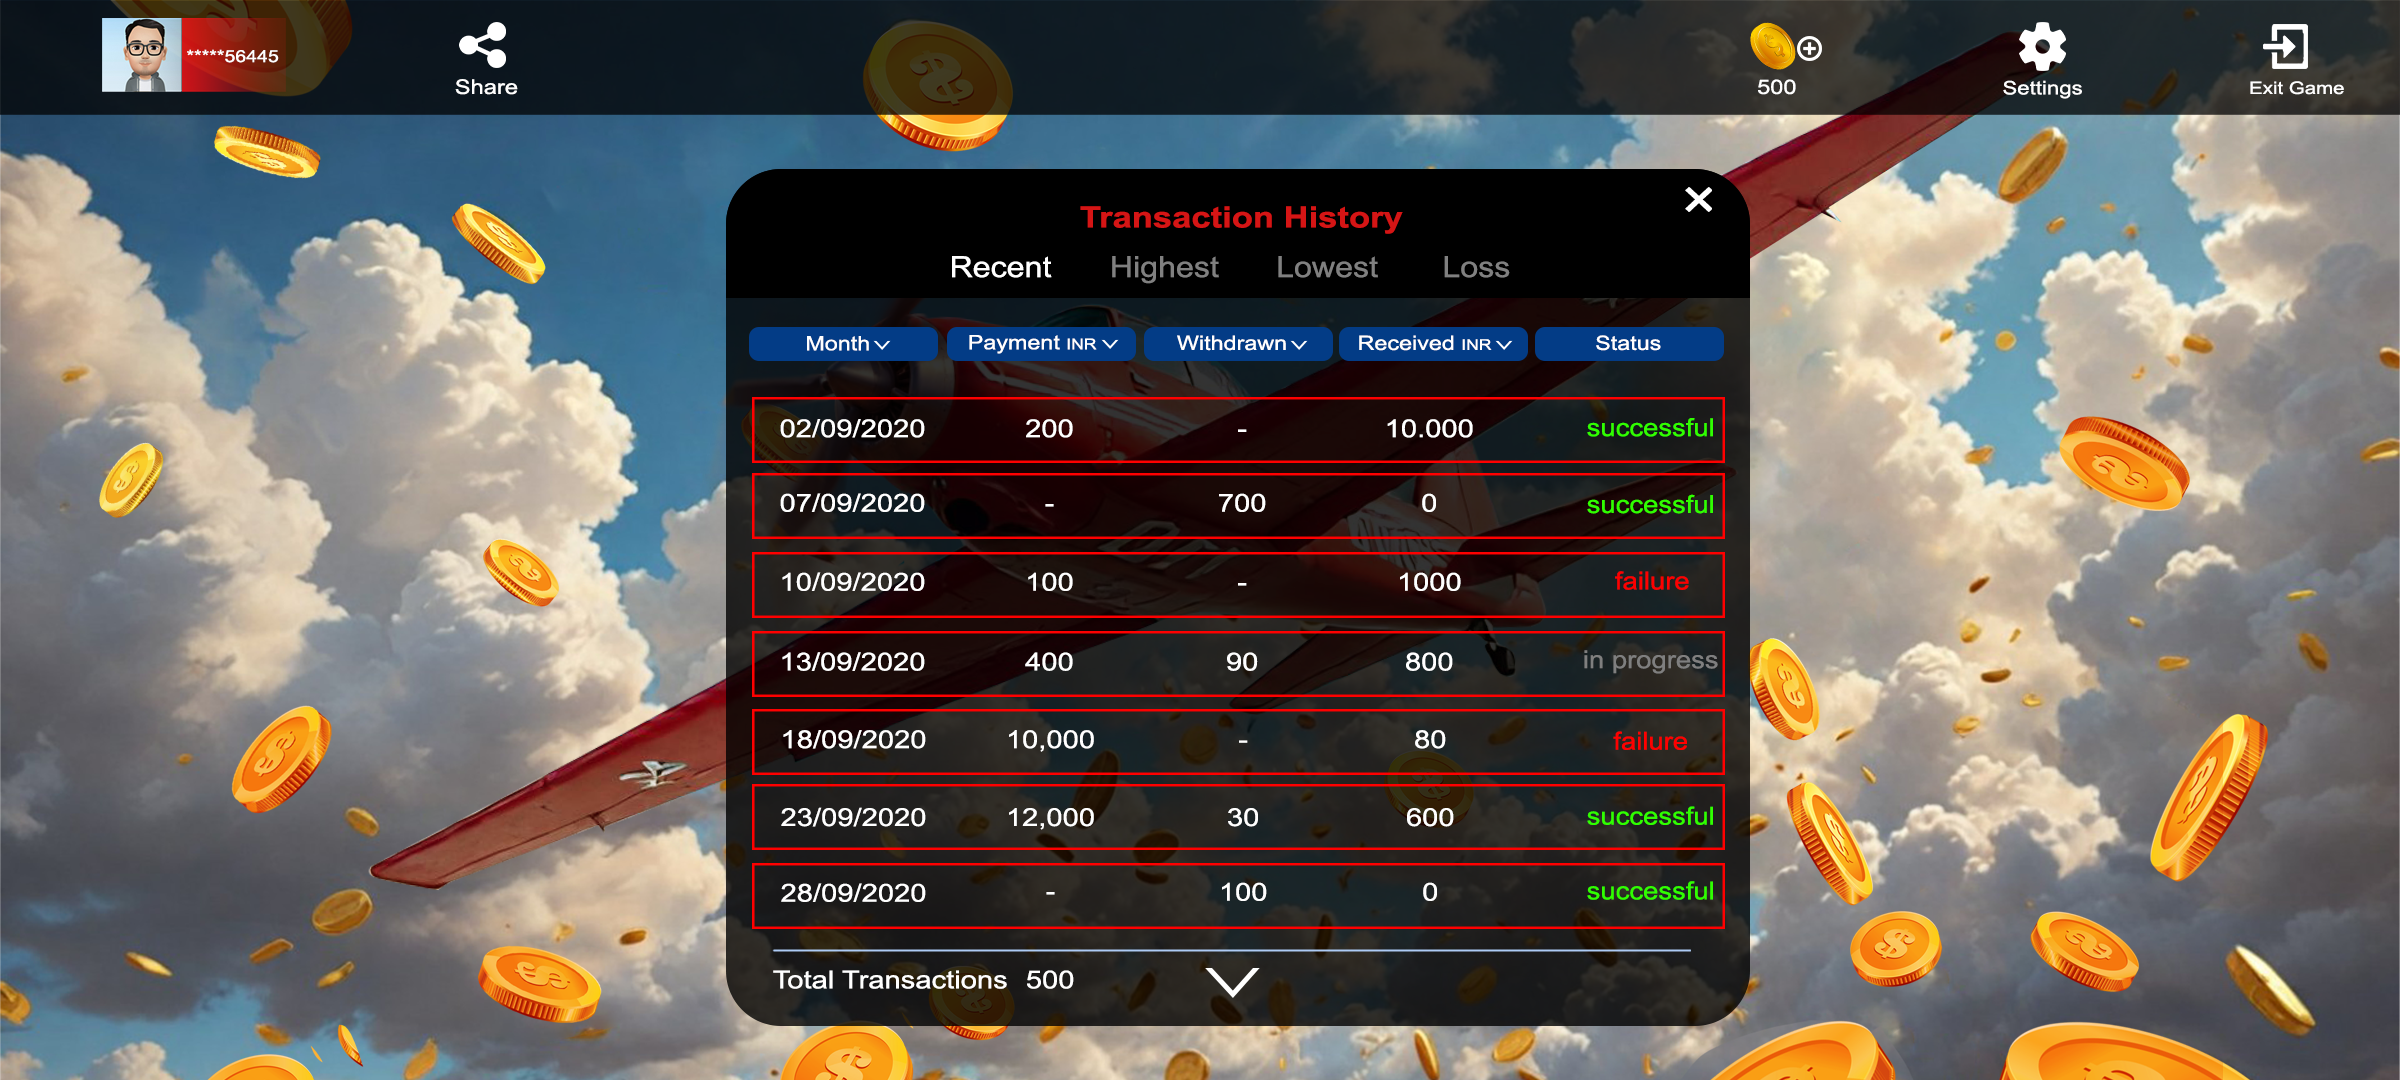 *****56445
Share
500
Settings
Exit Game
Transaction History
Recent Highest Lowest Loss
Month Payment INR Withdrawn Received INR Status
02/09/2020 200 - 10.000 successful
07/09/2020 - 700 0 successful
10/09/2020 100 - 1000 failure
13/09/2020 400 90 800 in progress
18/09/2020 10,000 - 80 failure
23/09/2020 12,000 30 600 successful
28/09/2020 - 100 0 successful
Total Transactions 500